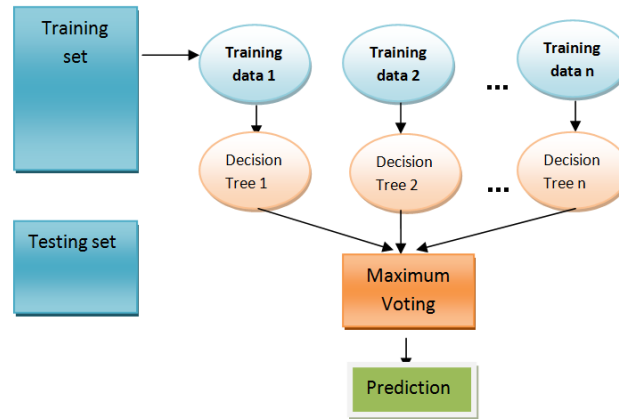 Training
set
Training
data 1
Training
data 2
...
Training
data n
Decision
Tree 1
Decision
Tree 2
...
Decision
Tree n
Testing set
Maximum
Voting
Prediction